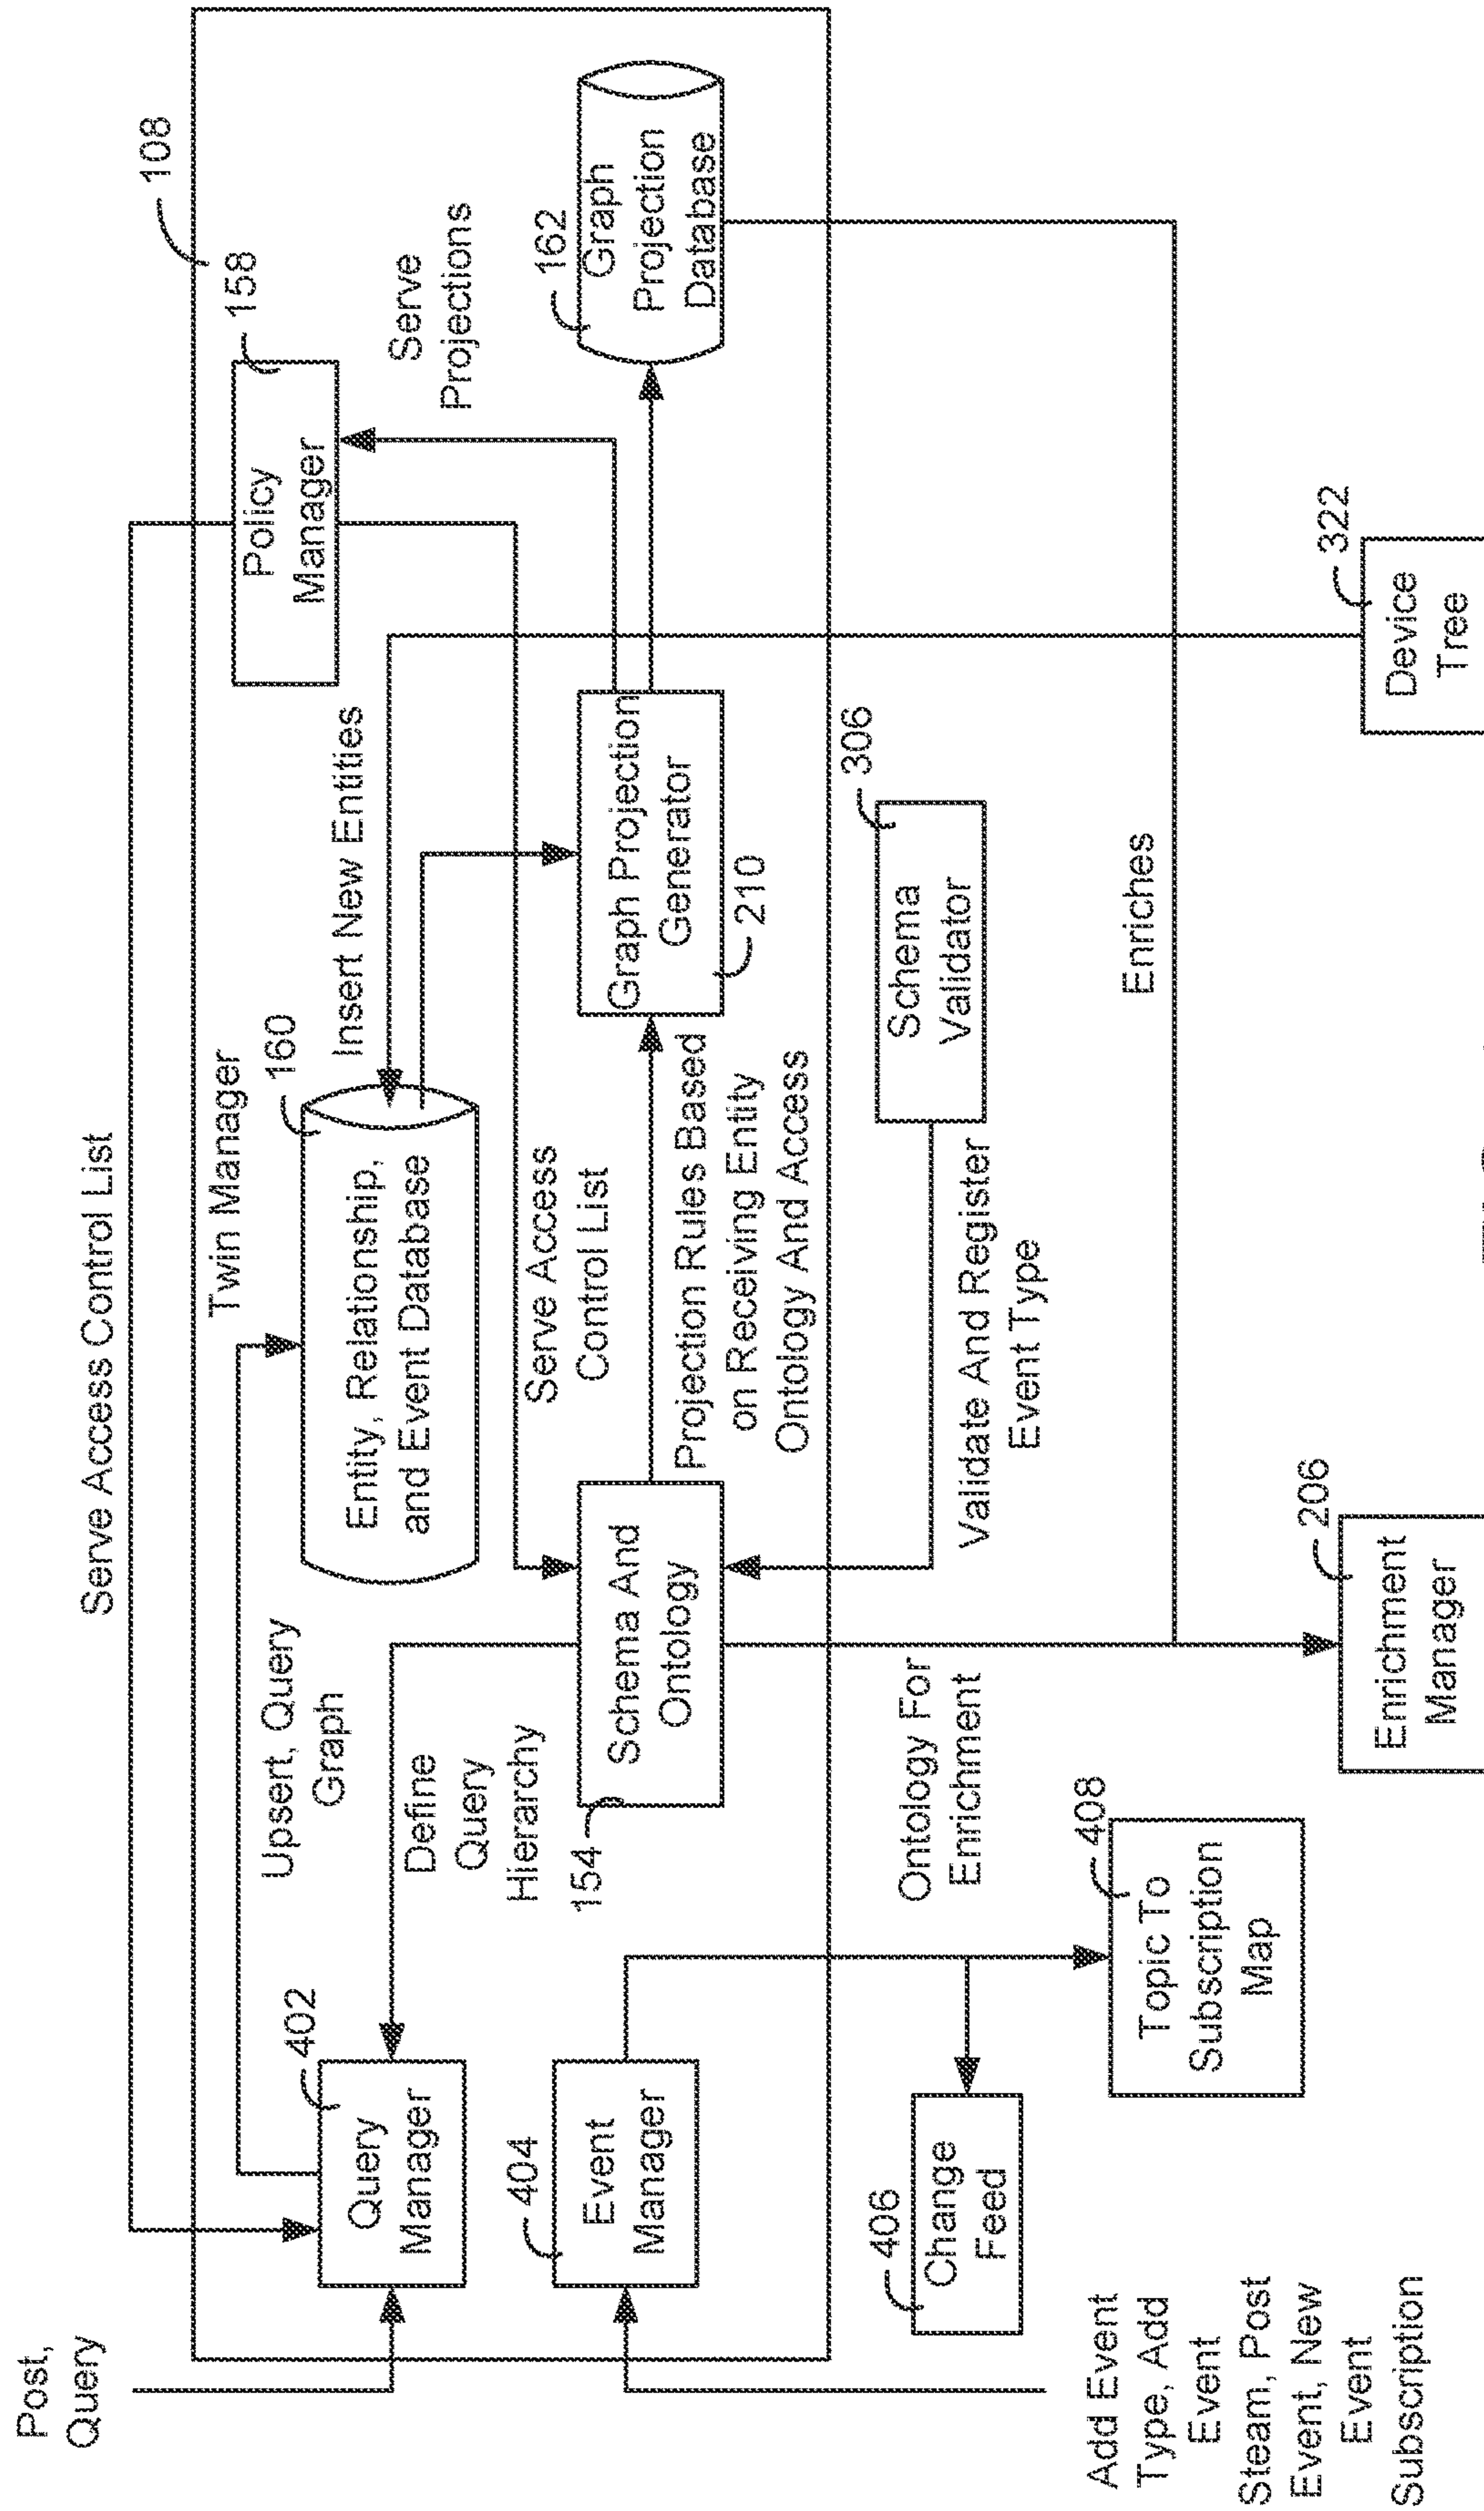 Post,
Query
Serve Access Control List
108
Twin Manager
Upsert, Query
Graph
402
Query
Manager
Define
Query
Hierarchy
160
Entity, Relationship,
and Event Database
Insert New Entities
158
Policy
Manager
Serve
Projections
Serve Access
Control List
404
Event
Manager
154
Schema And
Ontology
Projection Rules Based
on Receiving Entity
Ontology And Access
Graph Projection
Generator
210
162
Graph
Projection
Database
306
Schema
Validator
Validate And Register
Event Type
Ontology For
Enrichment
406
Change
Feed
408
Topic To
Subscription
Map
Enriches
206
Enrichment
Manager
322
Device
Tree
Add Event
Type, Add
Event
Steam, Post
Event, New
Event
Subscription